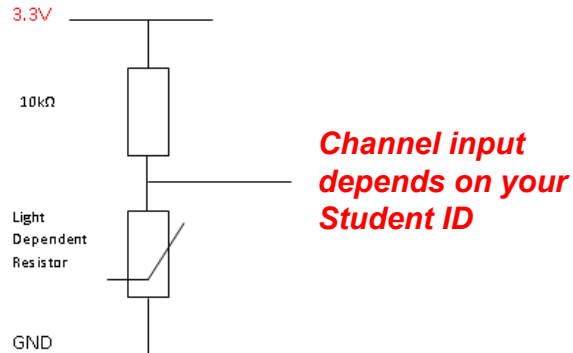 3.3V
10kΩ
Channel input
depends on your
Student ID
Light
Dependent
Resistor
GND